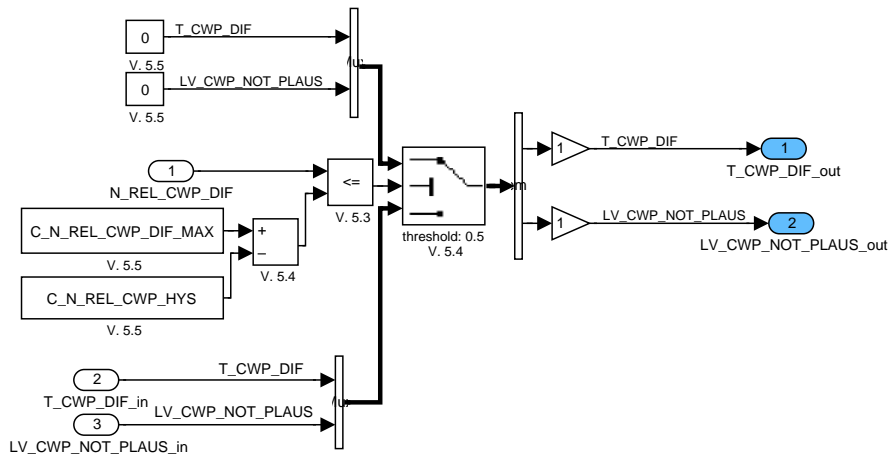 0
T_CWP_DIF
V. 5.5
0
LV_CWP_NOT_PLAUS
V. 5.5
1
N_REL_CWP_DIF
<=
V. 5.3
C_N_REL_CWP_DIF_MAX
V. 5.5
+
−
V. 5.4
C_N_REL_CWP_HYS
V. 5.5
threshold: 0.5
V. 5.4
2
T_CWP_DIF
T_CWP_DIF_in
3
LV_CWP_NOT_PLAUS
LV_CWP_NOT_PLAUS_in
1
T_CWP_DIF
1
T_CWP_DIF_out
1
LV_CWP_NOT_PLAUS
2
LV_CWP_NOT_PLAUS_out